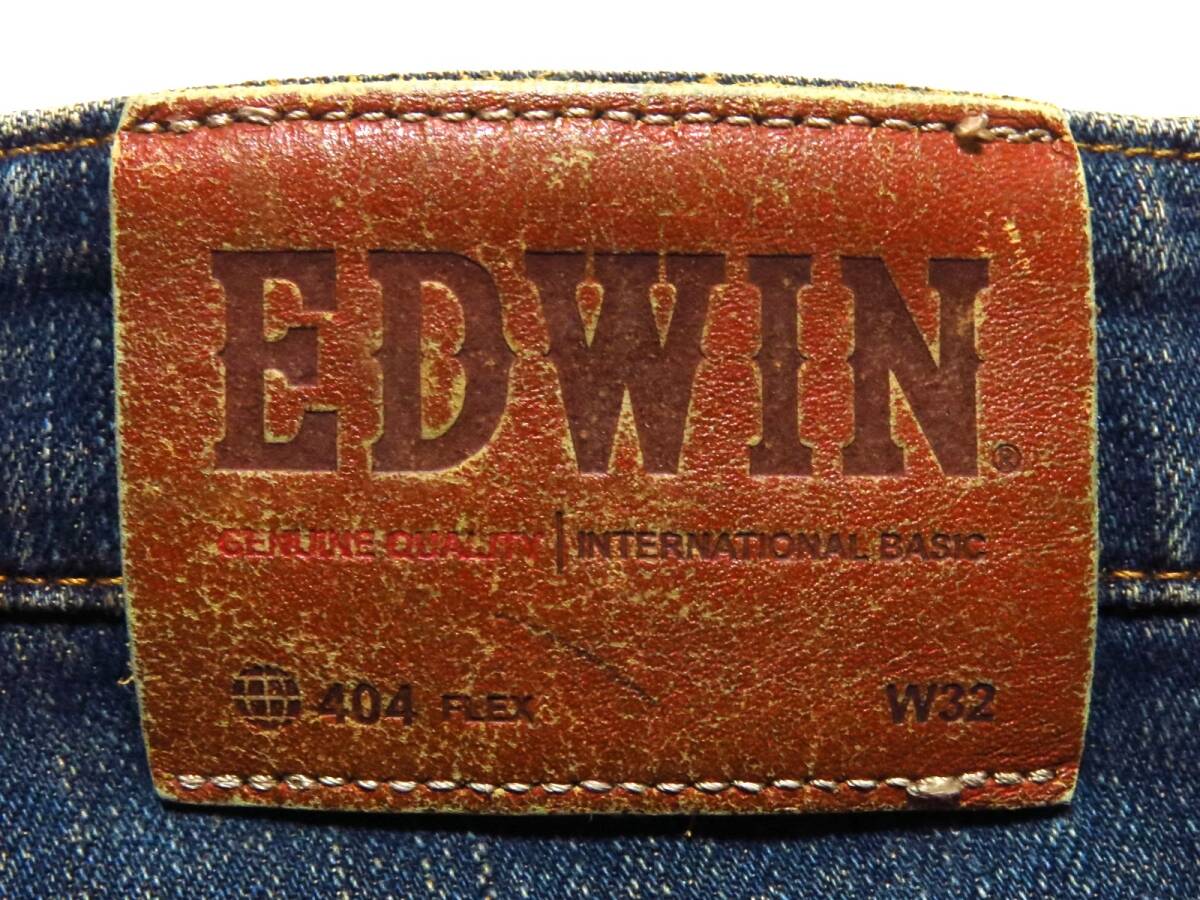 EDWIN®
GENUINE QUALITY | INTERNATIONAL BASIC
404 FLEX W32